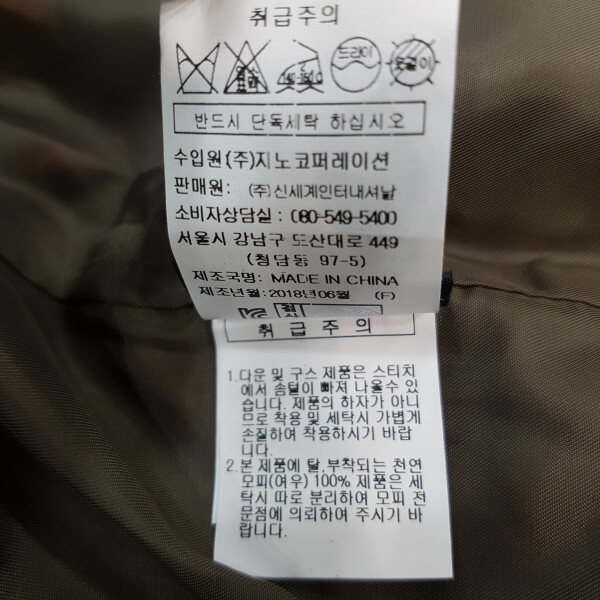 취급주의
드라이
반드시 단독세탁 하십시오
수입원(주)지노코퍼레이션
판매원: (주)신세계인터내셔날
소비자상담실 : 080-549-5400
서울시 강남구 도산대로 449
(청담동 97-5)
제조국명: MADE IN CHINA
제조년월:2018년06월 (F)
취급주의
1.다운 및 구스 제품은 스티치
에서 솜털이 빠져 나올수 있
습니다. 제품의 하자가 아니
므로 착용 및 세탁시 가볍게
손질하여 착용하시기 바랍
니다.
2.본 제품에 탈,부착되는 천연
모피(여우) 100% 제품은 세
탁시 따로 분리하여 모피 전
문점에 의뢰하여 주시기 바
랍니다.